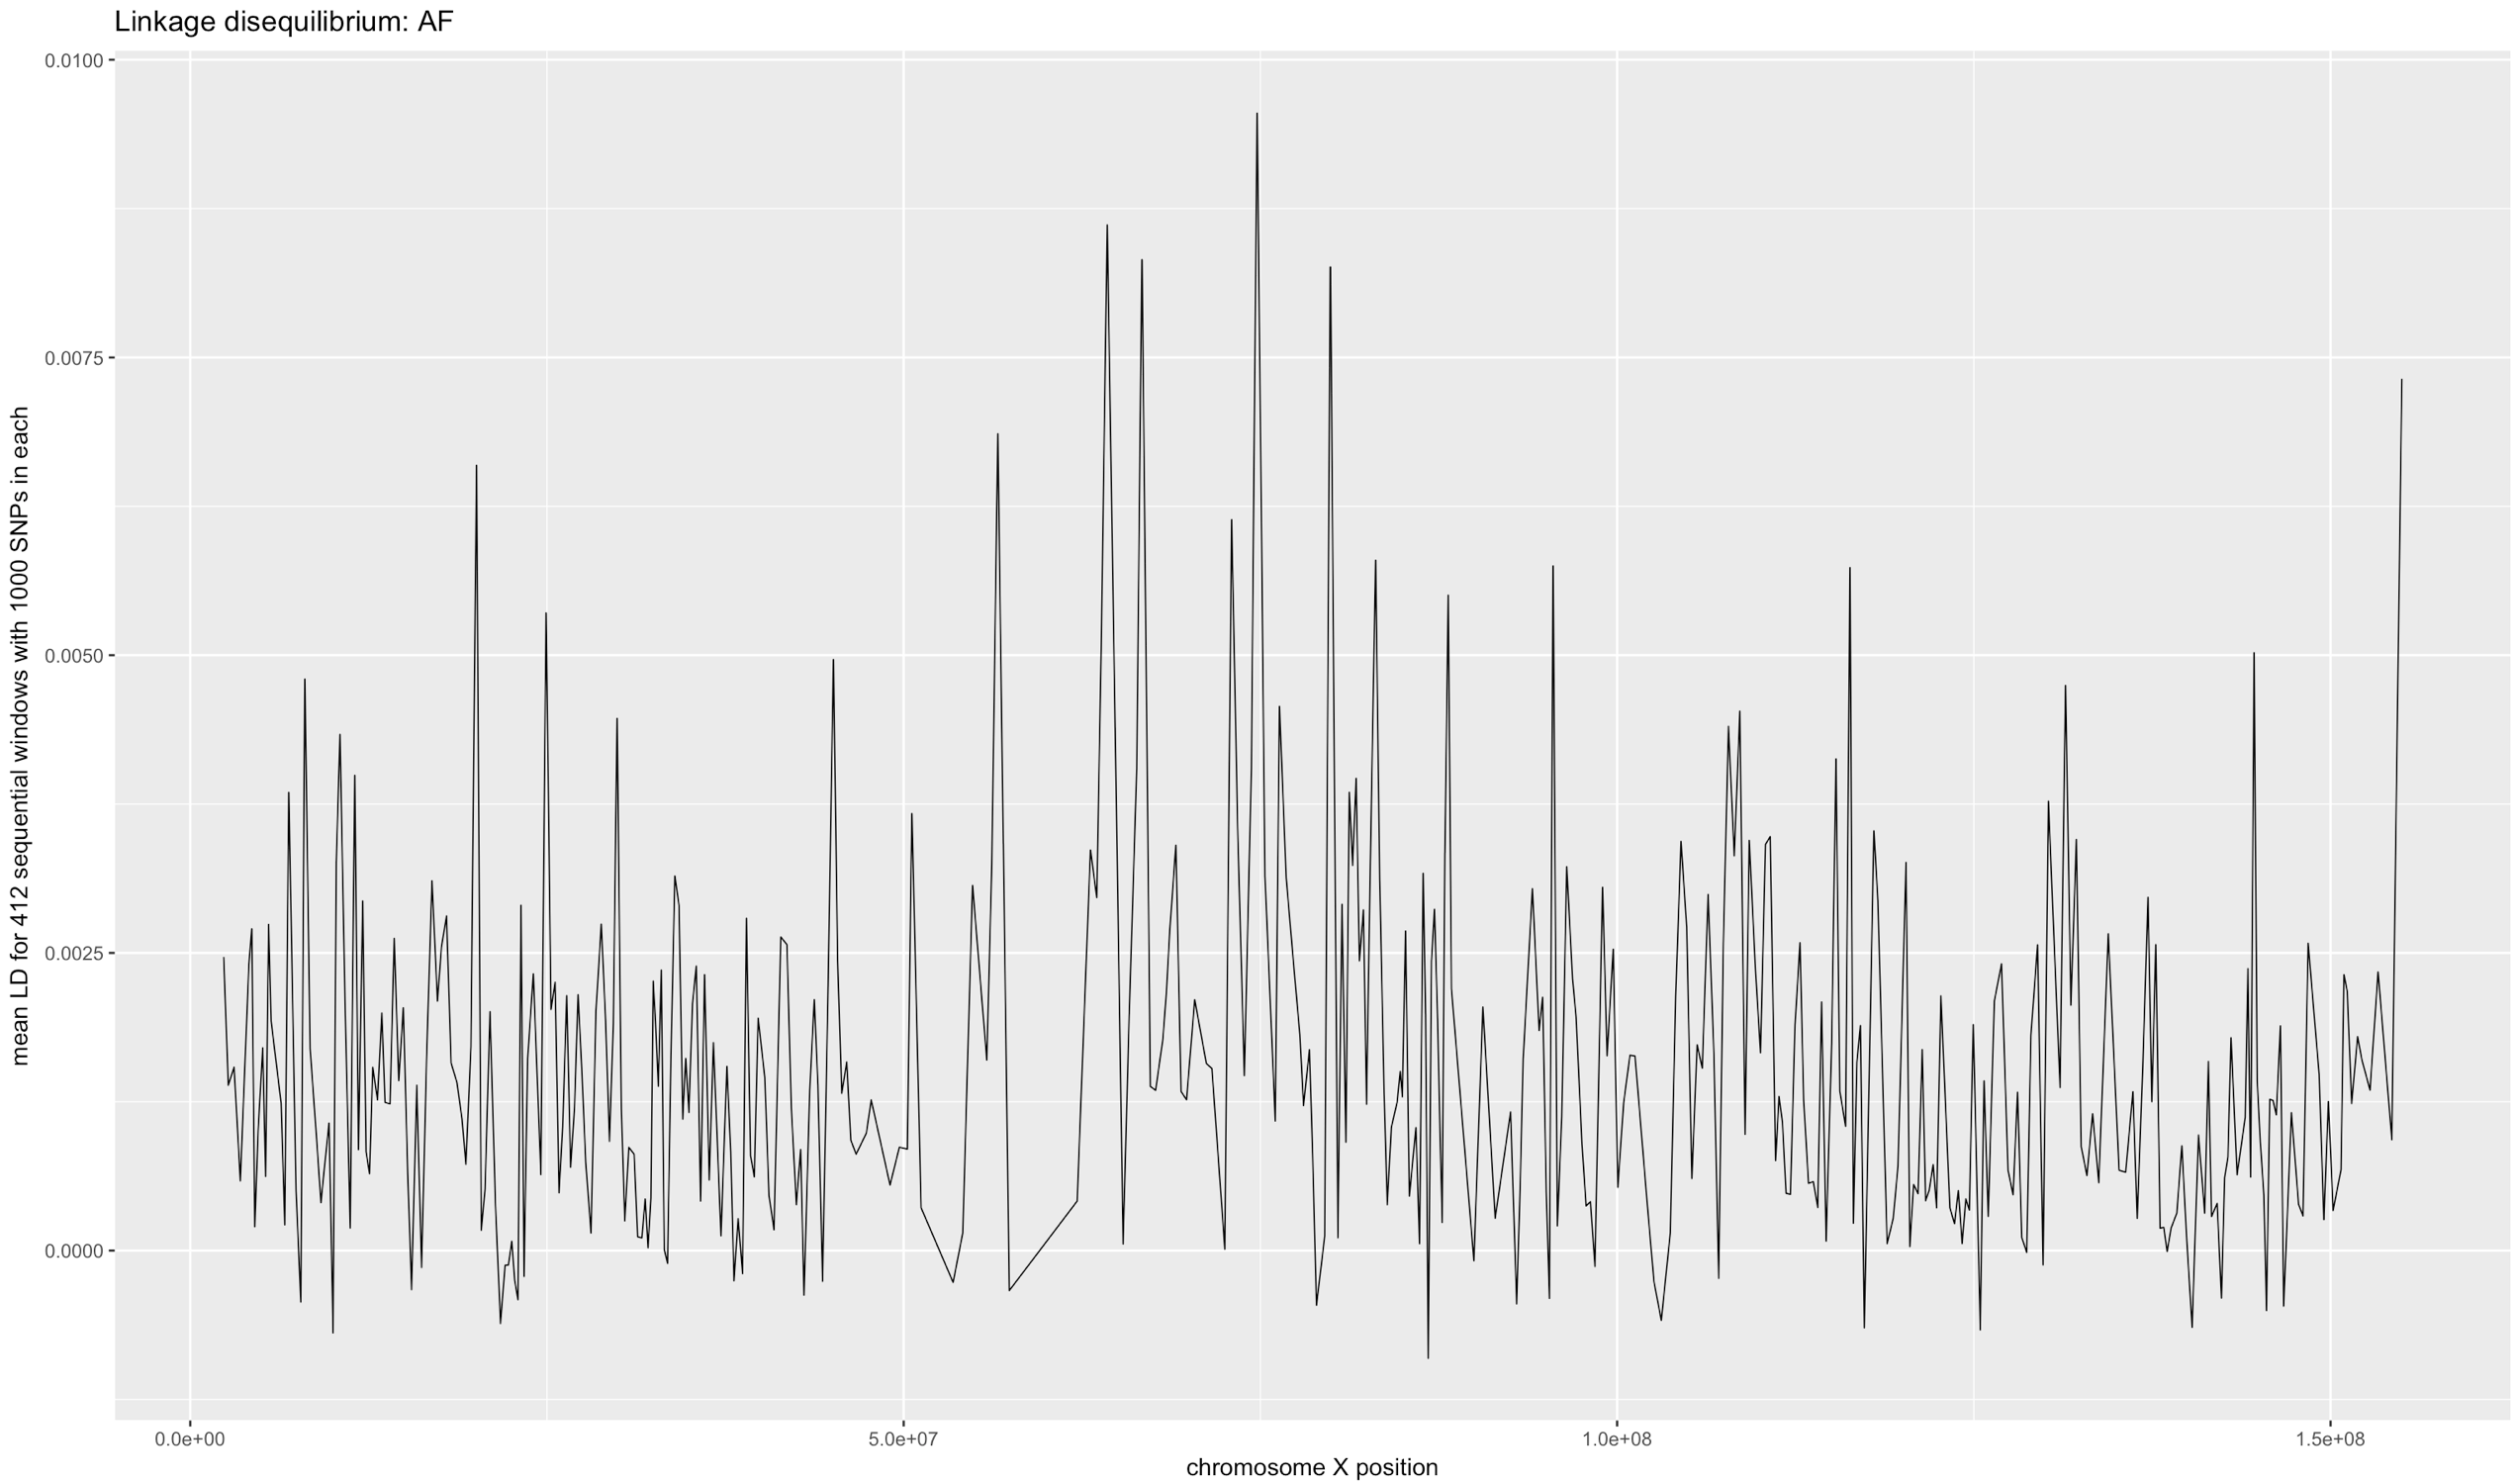 Linkage disequilibrium: AF
0.0100
0.0075
0.0050
0.0025
0.0000
mean LD for 412 sequential windows with 1000 SNPs in each
0.0e+00
5.0e+07
1.0e+08
1.5e+08
chromosome X position